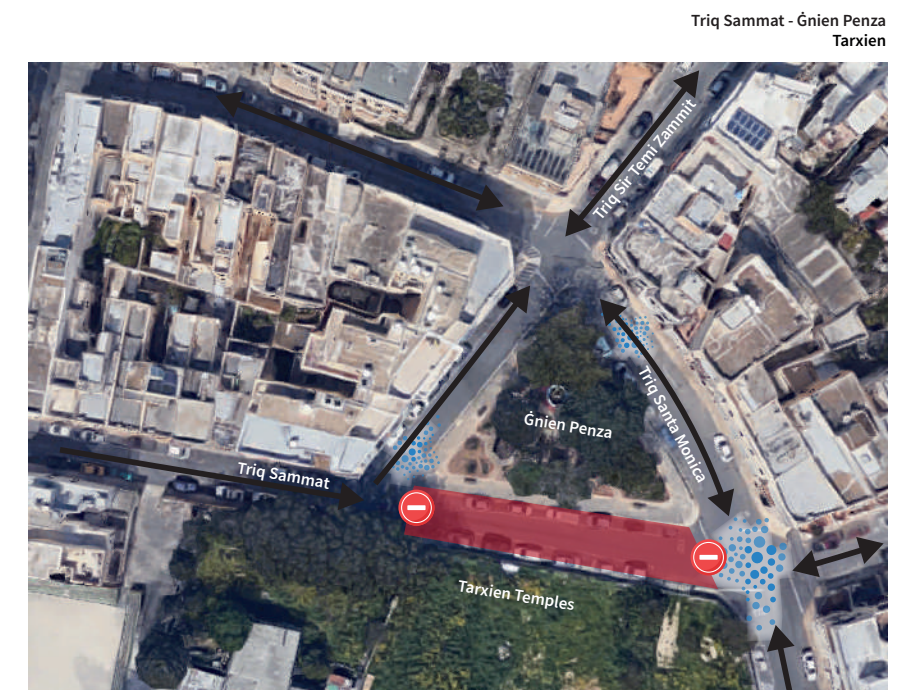 Triq Sammat - Ġnien Penza
Tarxien
Triq Sir Temi Zammit
Triq Santa Monica
Ġnien Penza
Triq Sammat
Tarxien Temples